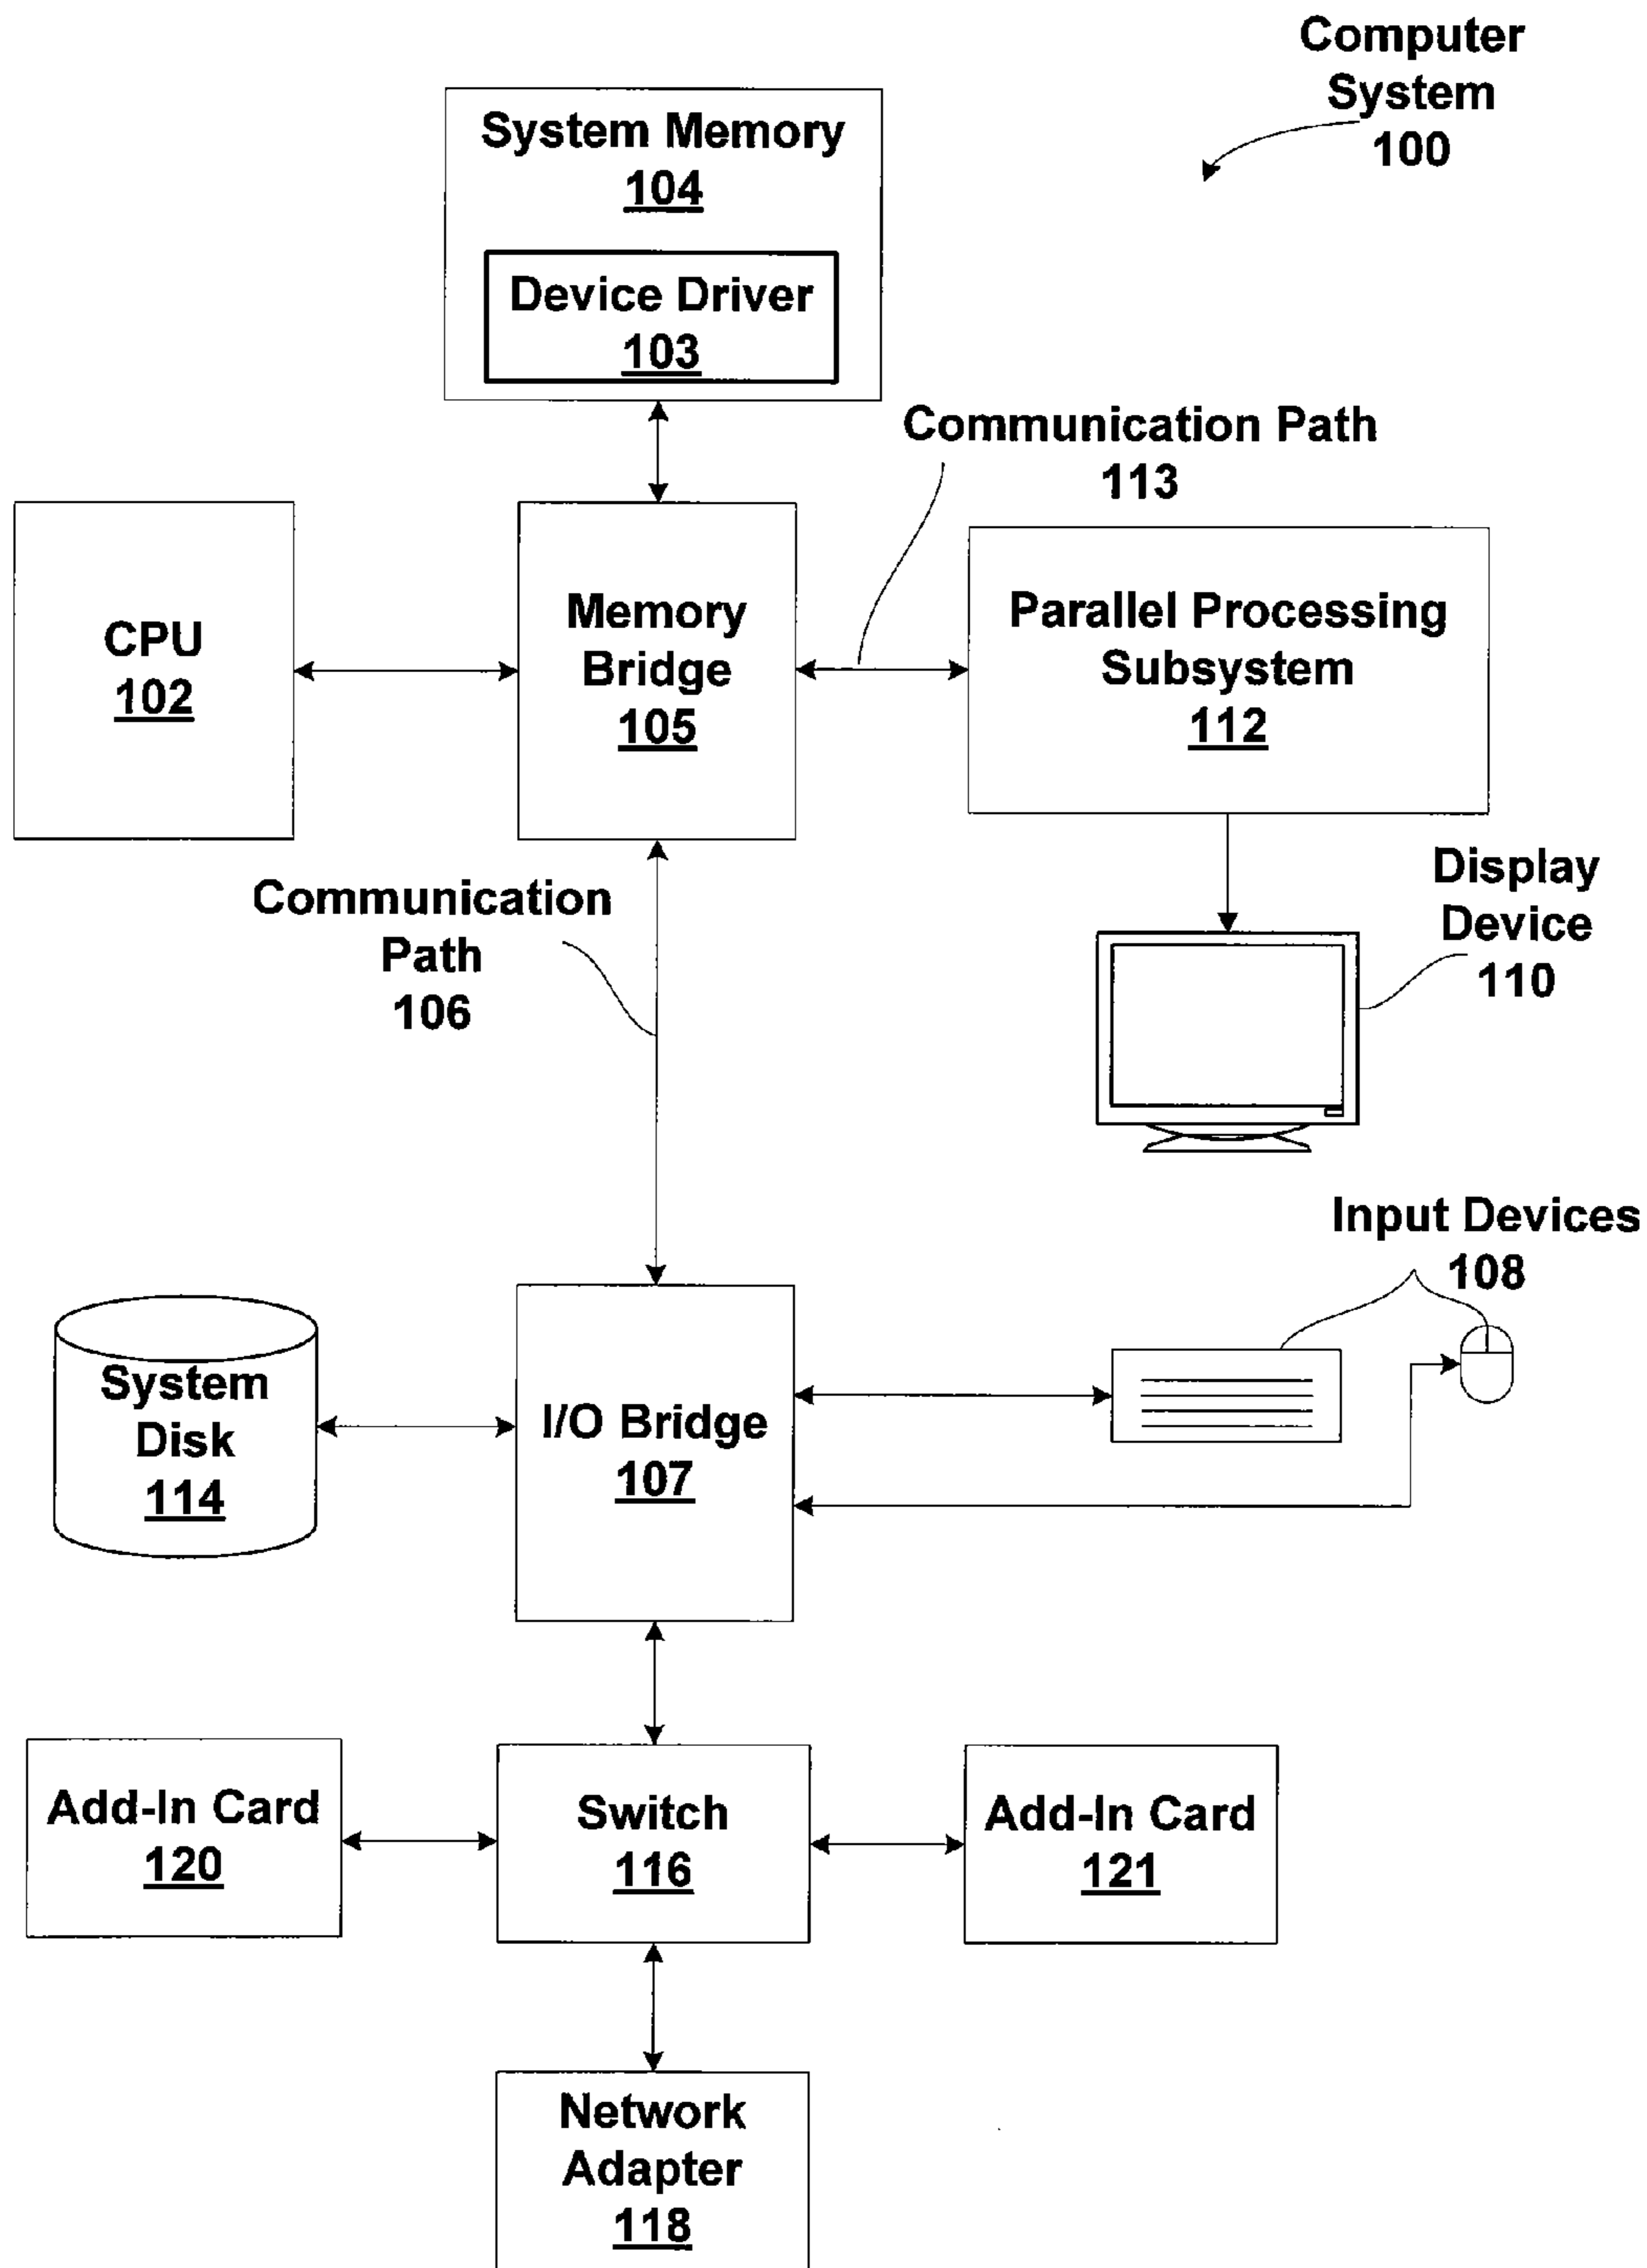 Computer
System
100
System Memory
104
Device Driver
103
Communication Path
113
CPU
102
Memory
Bridge
105
Parallel Processing
Subsystem
112
Communication
Path
106
Display
Device
110
Input Devices
108
System
Disk
114
I/O Bridge
107
Add-In Card
120
Switch
116
Add-In Card
121
Network
Adapter
118